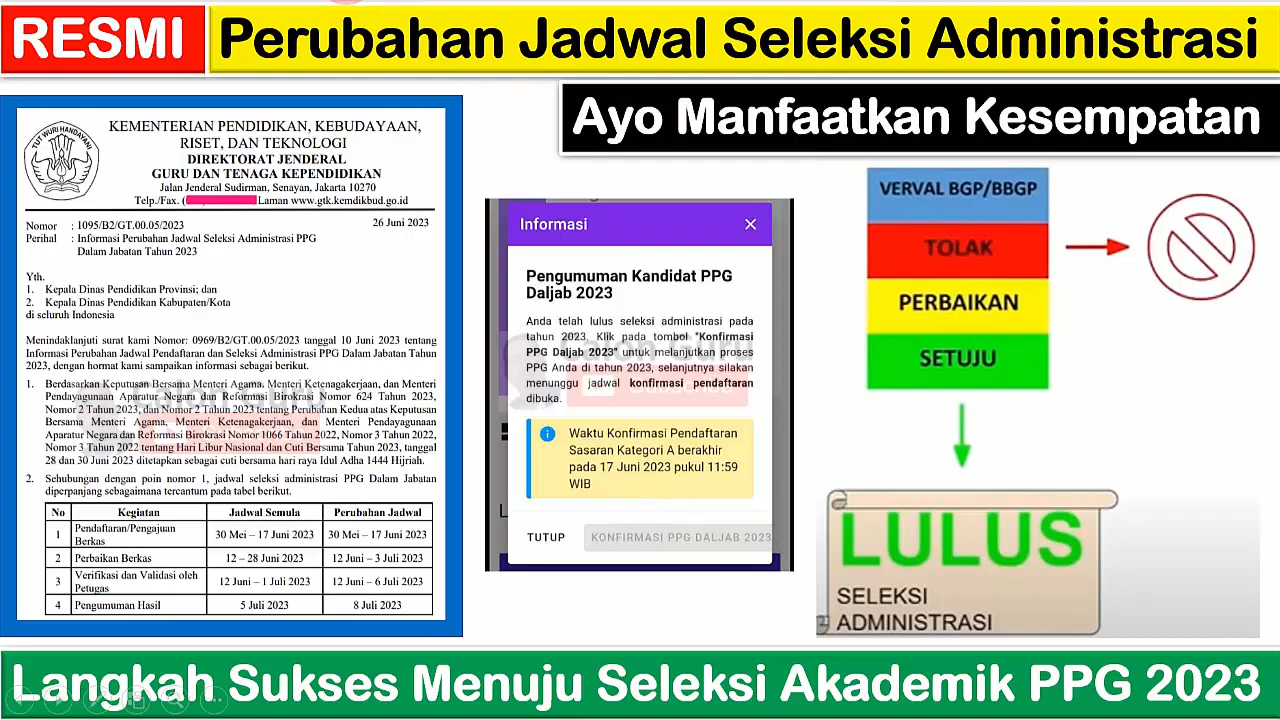 RESMI
Perubahan Jadwal Seleksi Administrasi
Ayo Manfaatkan Kesempatan
TUT WURI HANDAYANI
KEMENTERIAN PENDIDIKAN, KEBUDAYAAN,
RISET, DAN TEKNOLOGI
DIREKTORAT JENDERAL
GURU DAN TENAGA KEPENDIDIKAN
Jalan Jenderal Sudirman, Senayan, Jakarta 10270
Telp./Fax. ( Laman www.gtk.kemdikbud.go.id
Nomor : 1095/B2/GT.00.05/2023 26 Juni 2023
Perihal : Informasi Perubahan Jadwal Seleksi Administrasi PPG
Dalam Jabatan Tahun 2023
Yth.
1. Kepala Dinas Pendidikan Provinsi; dan
2. Kepala Dinas Pendidikan Kabupaten/Kota
di seluruh Indonesia
Menindaklanjuti surat kami Nomor: 0969/B2/GT.00.05/2023 tanggal 10 Juni 2023 tentang
Informasi Perubahan Jadwal Pendaftaran dan Seleksi Administrasi PPG Dalam Jabatan Tahun
2023, dengan hormat kami sampaikan informasi sebagai berikut.
1. Berdasarkan Keputusan Bersama Menteri Agama, Menteri Ketenagakerjaan, dan Menteri
Pendayagunaan Aparatur Negara dan Reformasi Birokrasi Nomor 624 Tahun 2023,
Nomor 2 Tahun 2023, dan Nomor 2 Tahun 2023 tentang Perubahan Kedua atas Keputusan
Bersama Menteri Agama, Menteri Ketenagakerjaan, dan Menteri Pendayagunaan
Aparatur Negara dan Reformasi Birokrasi Nomor 1066 Tahun 2022, Nomor 3 Tahun 2022,
Nomor 3 Tahun 2022 tentang Hari Libur Nasional dan Cuti Bersama Tahun 2023, tanggal
28 dan 30 Juni 2023 ditetapkan sebagai cuti bersama hari raya Idul Adha 1444 Hijriah.
2. Sehubungan dengan poin nomor 1, jadwal seleksi administrasi PPG Dalam Jabatan
diperpanjang sebagaimana tercantum pada tabel berikut.
No Kegiatan Jadwal Semula Perubahan Jadwal
1 Pendaftaran/Pengajuan Berkas 30 Mei – 17 Juni 2023 30 Mei – 17 Juni 2023
2 Perbaikan Berkas 12 – 28 Juni 2023 12 Juni – 3 Juli 2023
3 Verifikasi dan Validasi oleh Petugas 12 Juni – 1 Juli 2023 12 Juni – 6 Juli 2023
4 Pengumuman Hasil 5 Juli 2023 8 Juli 2023
Calon Guru
Informasi
Pengumuman Kandidat PPG
Daljab 2023
Anda telah lulus seleksi administrasi pada
tahun 2023. Klik pada tombol "Konfirmasi
PPG Daljab 2023" untuk melanjutkan proses
PPG Anda di tahun 2023, selanjutnya silakan
menunggu jadwal konfirmasi pendaftaran
dibuka.
Calon Guru
Waktu Konfirmasi Pendaftaran
Sasaran Kategori A berakhir
pada 17 Juni 2023 pukul 11:59
WIB
TUTUP KONFIRMASI PPG DALJAB 2023
VERVAL BGP/BBGP
TOLAK
PERBAIKAN
SETUJU
LULUS
SELEKSI
ADMINISTRASI
Langkah Sukses Menuju Seleksi Akademik PPG 2023